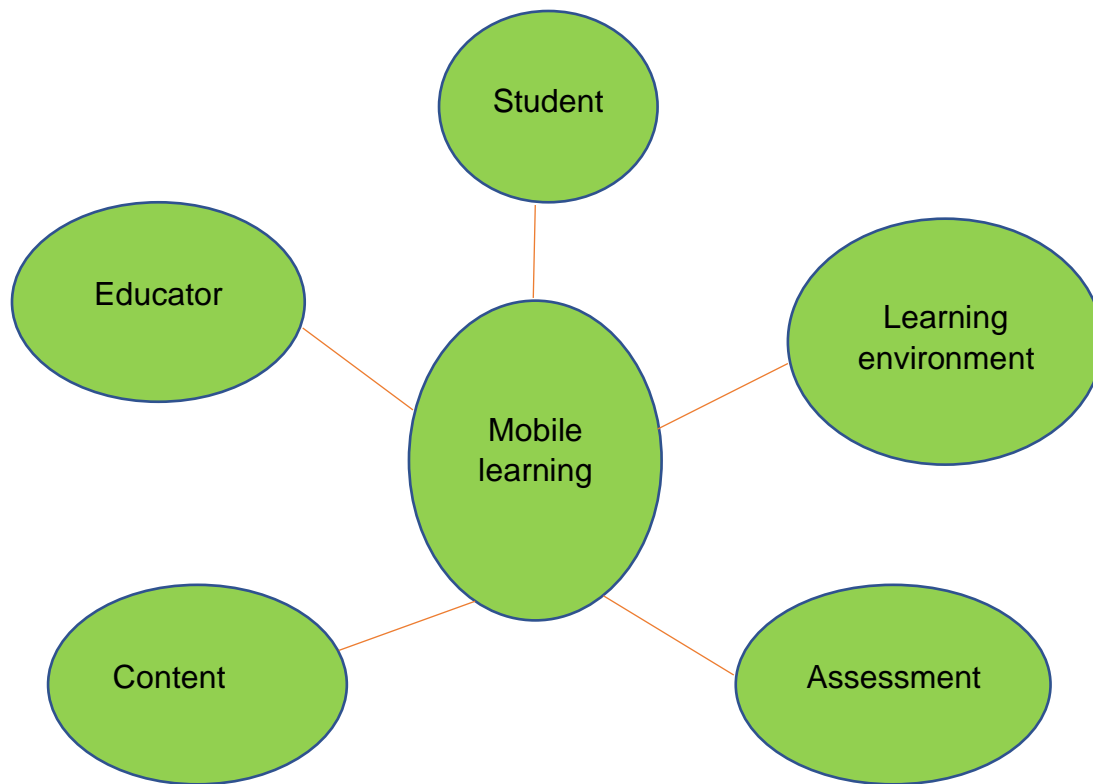 Student
Educator
Learning
environment
Mobile
learning
Content
Assessment